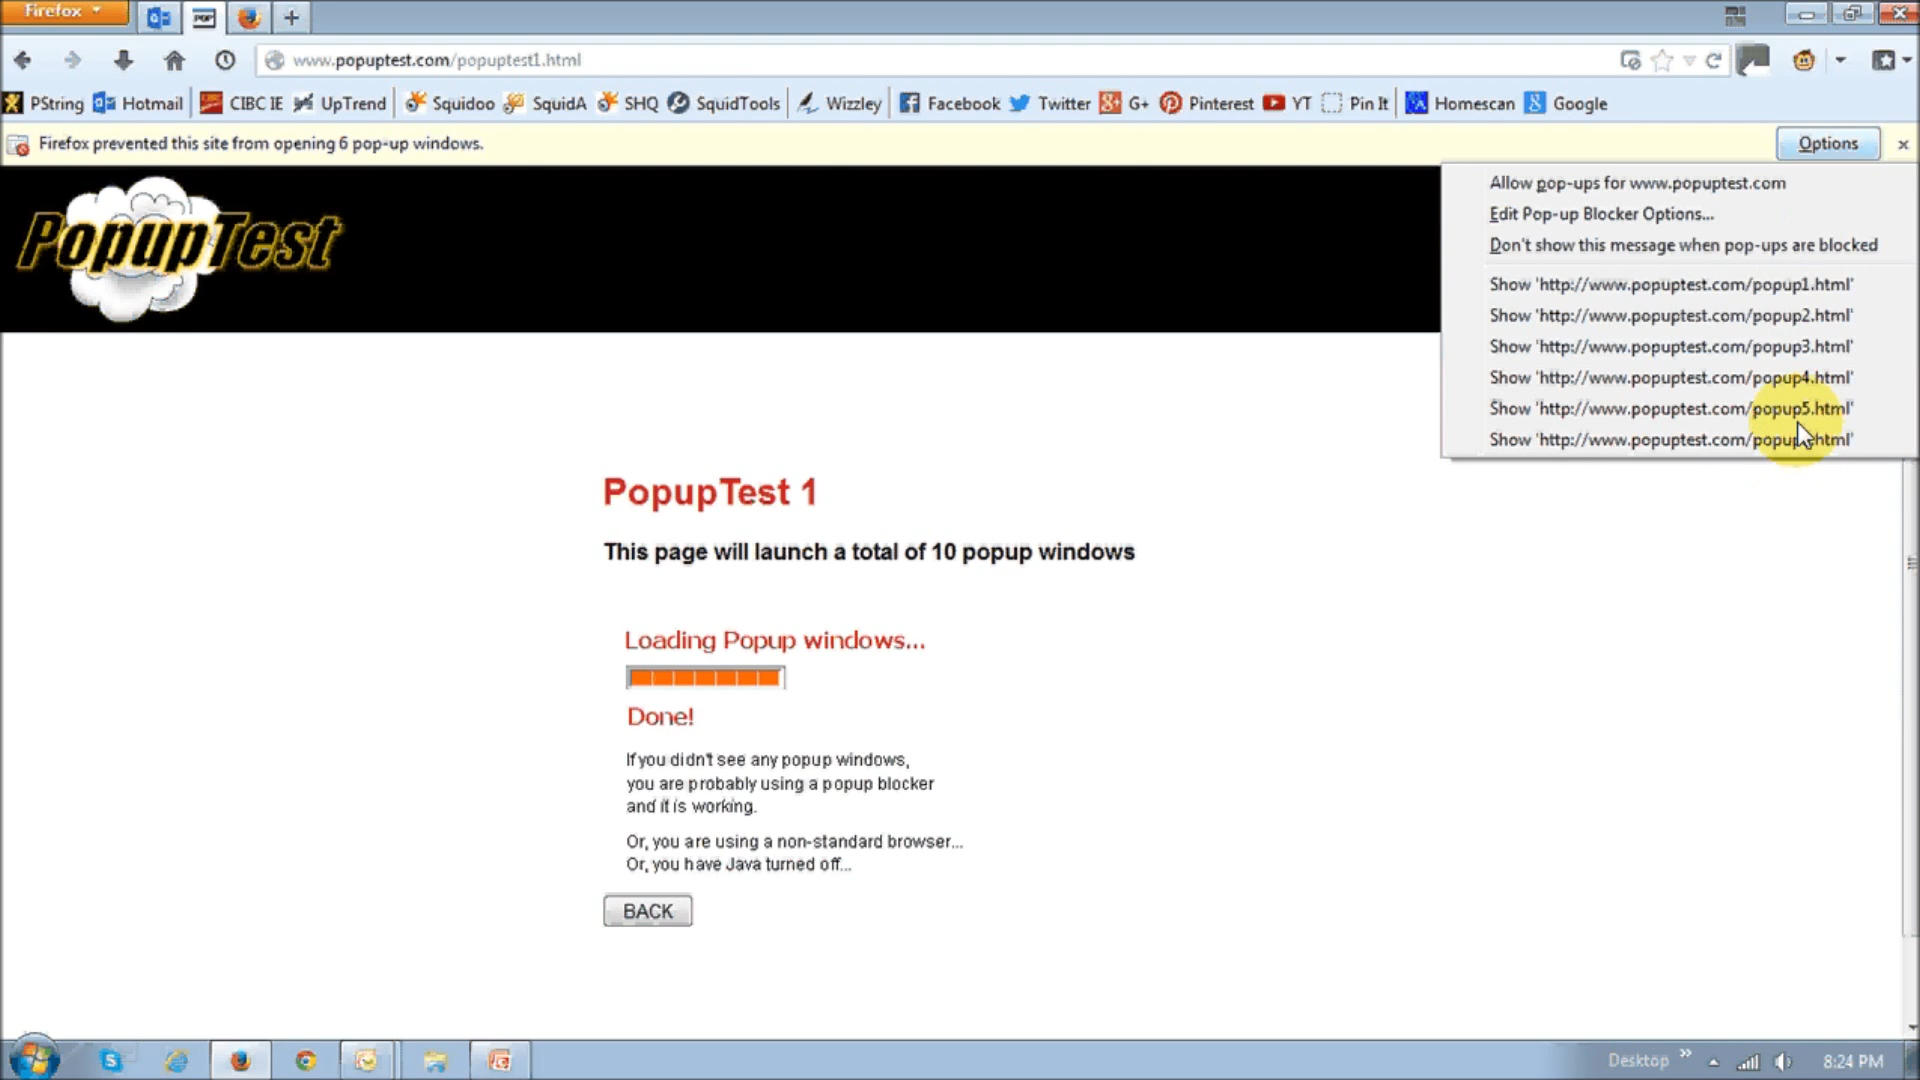 Firefox
POP
www.popuptest.com/popuptest1.html
PString Hotmail CIBC IE UpTrend Squidoo SquidA SHQ SquidTools Wizzley Facebook Twitter G+ Pinterest YT Pin It Homescan Google
Firefox prevented this site from opening 6 pop-up windows.
Options
PopupTest
Allow pop-ups for www.popuptest.com
Edit Pop-up Blocker Options...
Don't show this message when pop-ups are blocked
Show 'http://www.popuptest.com/popup1.html'
Show 'http://www.popuptest.com/popup2.html'
Show 'http://www.popuptest.com/popup3.html'
Show 'http://www.popuptest.com/popup4.html'
Show 'http://www.popuptest.com/popup5.html'
Show
PopupTest 1
This page will launch a total of 10 popup windows
Loading Popup windows...
Done!
If you didn't see any popup windows,
you are probably using a popup blocker
and it is working.
Or, you are using a non-standard browser...
Or, you have Java turned off...
BACK
Desktop
8:24 PM